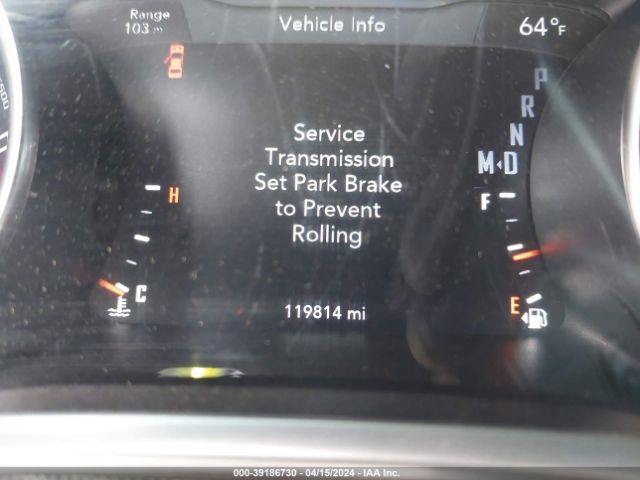 Range
103 m
Vehicle Info
64°F
P
R
N
M◂D
Service
Transmission
Set Park Brake
to Prevent
Rolling
H
C
F
E
119814 mi
000-39186730 - 04/15/2024 - IAA Inc.